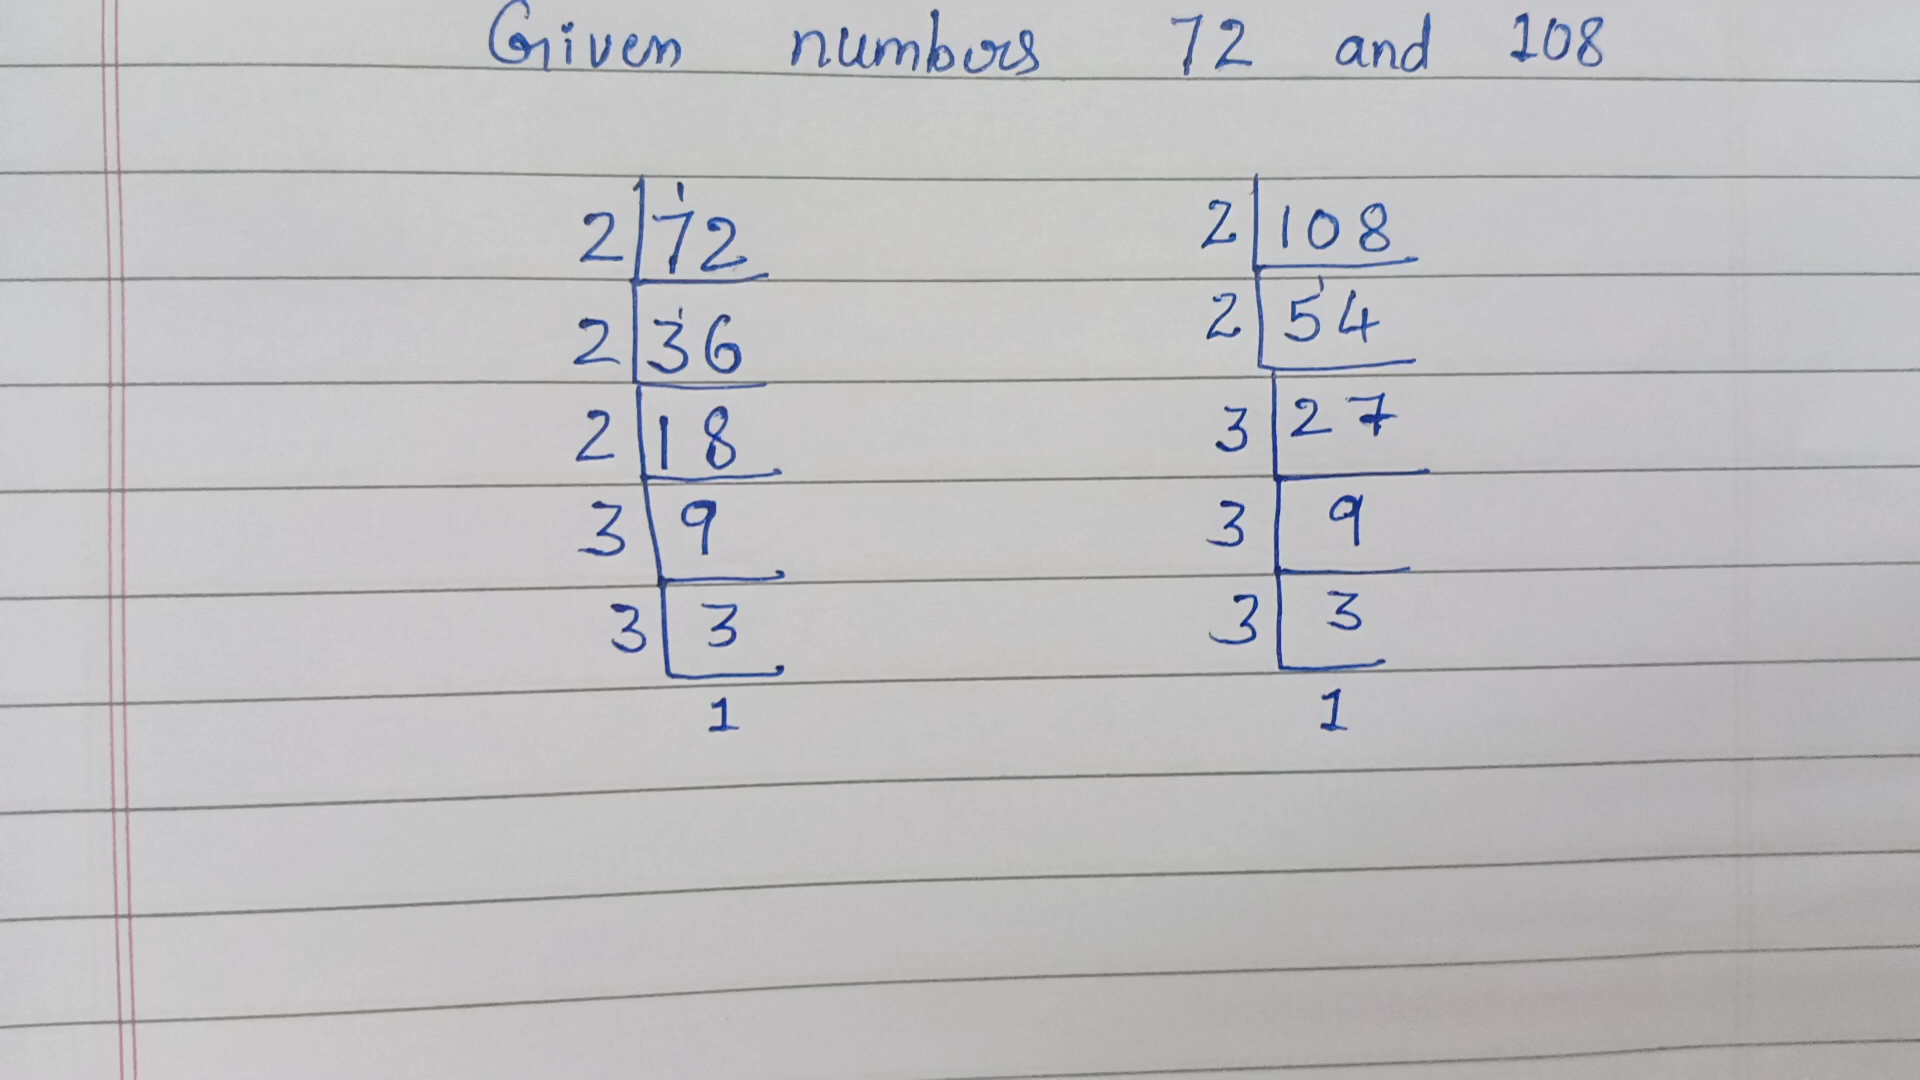 Given numbers 72 and 108
2 72 2 108
2 36 2 54
2 18 3 27
3 9 3 9
3 3 3 3
1 1